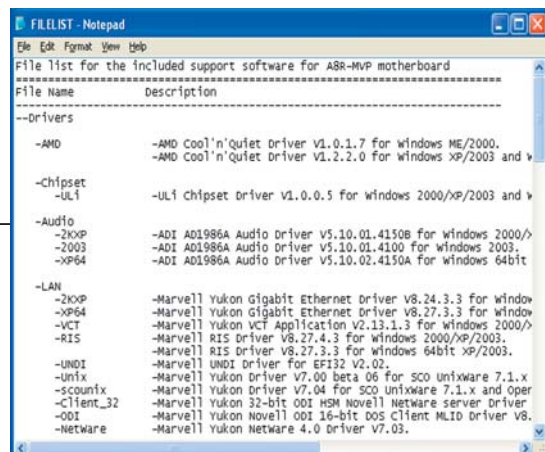 FILELIST - Notepad
File Edit Format View Help
File list for the included support software for A8R-MVP motherboard
================================================================
File Name Description
----------------------------------------------------------------
--Drivers
-AMD -AMD Cool'n'Quiet Driver V1.0.1.7 for Windows ME/2000.
-AMD Cool'n'Quiet Driver V1.2.2.0 for Windows XP/2003 and
-Chipset
-ULi -ULi Chipset Driver V1.0.0.5 for Windows 2000/XP/2003 and
-Audio
-2KXP -ADI AD1986A Audio Driver V5.10.01.4150B for Windows 2000/
-2003 -ADI AD1986A Audio Driver V5.10.01.4100 for Windows 2003.
-XP64 -ADI AD1986A Audio Driver V5.10.02.4150A for Windows 64bit
-LAN
-2KXP -Marvell Yukon Gigabit Ethernet Driver V8.24.3.3 for
-XP64 -Marvell Yukon Gigabit Ethernet Driver V8.27.3.3 for
-VCT -Marvell Yukon VCT Application V2.13.1.3 for Windows 2000/
-RIS -Marvell RIS Driver V8.27.4.3 for Windows 2000/XP/2003.
-Marvell RIS Driver V8.27.3.3 for Windows 64bit XP/2003.
-UNDI -Marvell UNDI Driver for EFI32 V2.02.
-Unix -Marvell Yukon Driver V7.00 beta 06 for SCO UnixWare 7.1.x
-scounix -Marvell Yukon Driver V7.04 for SCO UnixWare 7.1.x and
-Client_32 -Marvell Yukon 32-bit ODI HSM Novell NetWare server Driver
-ODI -Marvell Yukon Novell ODI 16-bit DOS Client MLID Driver V8.
-NetWare -Marvell Yukon NetWare 4.0 Driver V7.03.